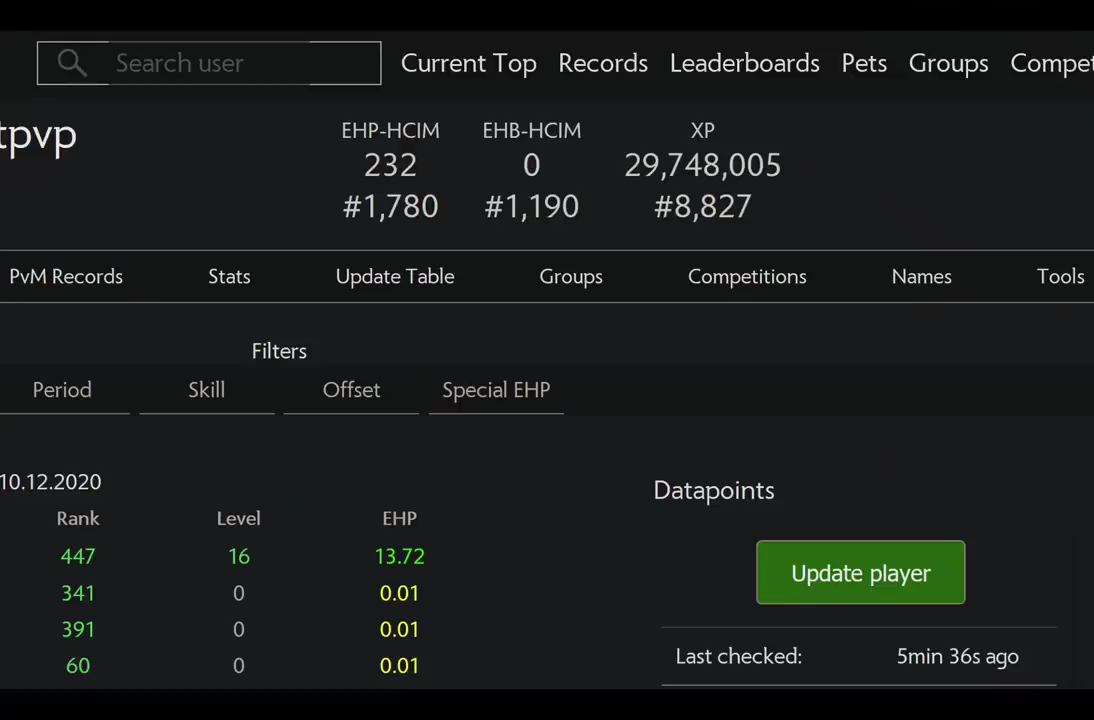 Search user Current Top Records Leaderboards Pets Groups Compet
tpvp
EHP-HCIM EHB-HCIM XP
232 0 29,748,005
#1,780 #1,190 #8,827
PvM Records Stats Update Table Groups Competitions Names Tools
Filters
Period Skill Offset Special EHP
10.12.2020
Rank Level EHP
447 16 13.72
341 0 0.01
391 0 0.01
60 0 0.01
Datapoints
Update player
Last checked: 5min 36s ago